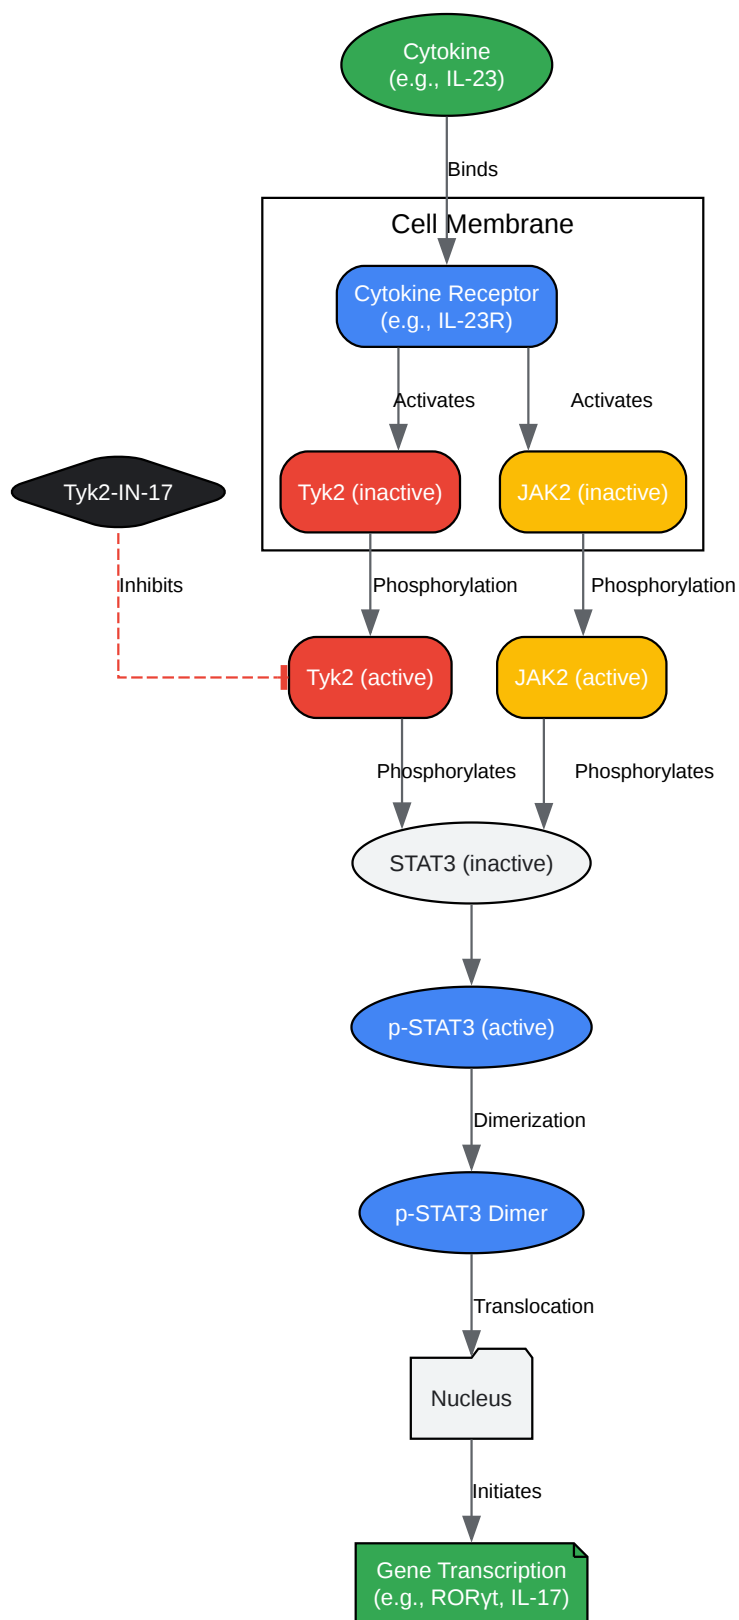 Cytokine
(e.g., IL-23)
Binds
Cell Membrane
Cytokine Receptor
(e.g., IL-23R)
Activates
Activates
Tyk2-IN-17
Tyk2 (inactive)
JAK2 (inactive)
Inhibits
Phosphorylation
Phosphorylation
Tyk2 (active)
JAK2 (active)
Phosphorylates
Phosphorylates
STAT3 (inactive)
p-STAT3 (active)
Dimerization
p-STAT3 Dimer
Translocation
Nucleus
Initiates
Gene Transcription
(e.g., RORγt, IL-17)